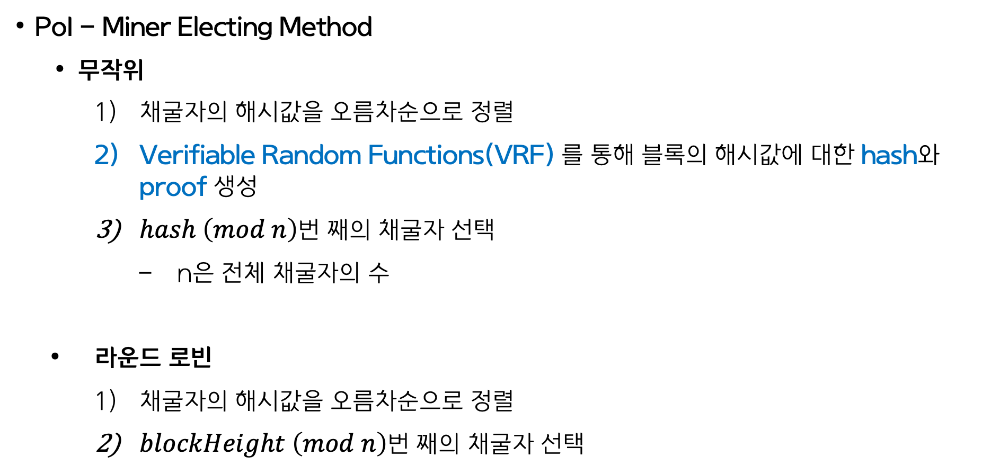 • PoI – Miner Electing Method
• 무작위
1) 채굴자의 해시값을 오름차순으로 정렬
2) Verifiable Random Functions(VRF) 를 통해 블록의 해시값에 대한 hash와
proof 생성
3) hash (mod n)번 째의 채굴자 선택
– n은 전체 채굴자의 수
• 라운드 로빈
1) 채굴자의 해시값을 오름차순으로 정렬
2) blockHeight (mod n)번 째의 채굴자 선택